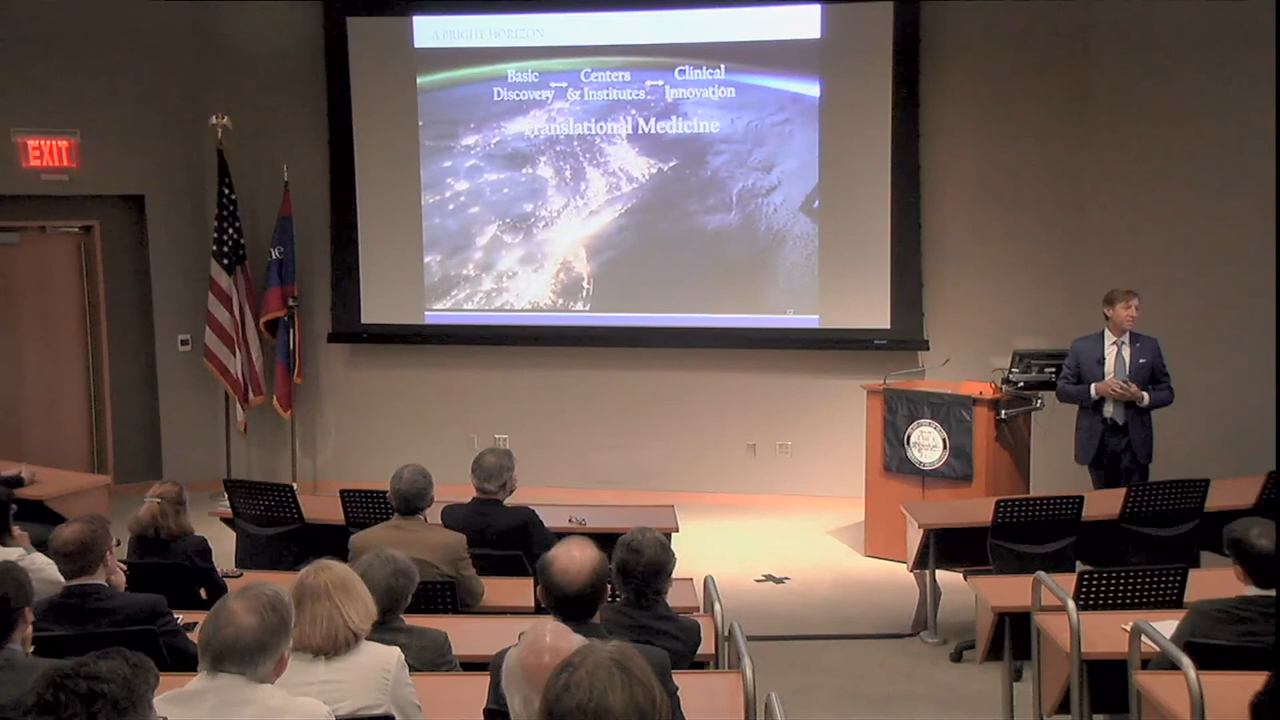 A BRIGHT HORIZON
Basic Centers Clinical
Discovery & Institutes Innovation
Translational Medicine
EXIT